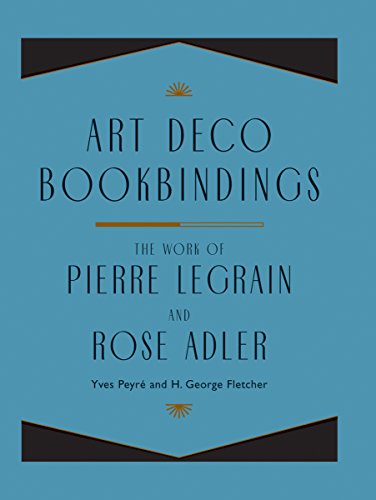 ART DECO
BOOKBINDINGS
THE WORK OF
PIERRE LEGRAIN
AND
ROSE ADLER
Yves Peyré and H. George Fletcher